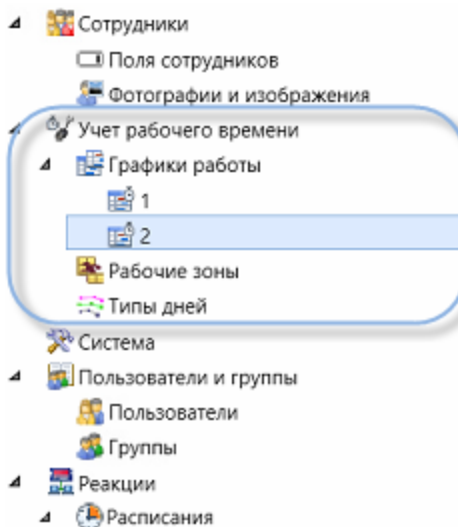 Сотрудники
Поля сотрудников
Фотографии и изображения
Учет рабочего времени
Графики работы
1
2
Рабочие зоны
Типы дней
Система
Пользователи и группы
Пользователи
Группы
Реакции
Расписания